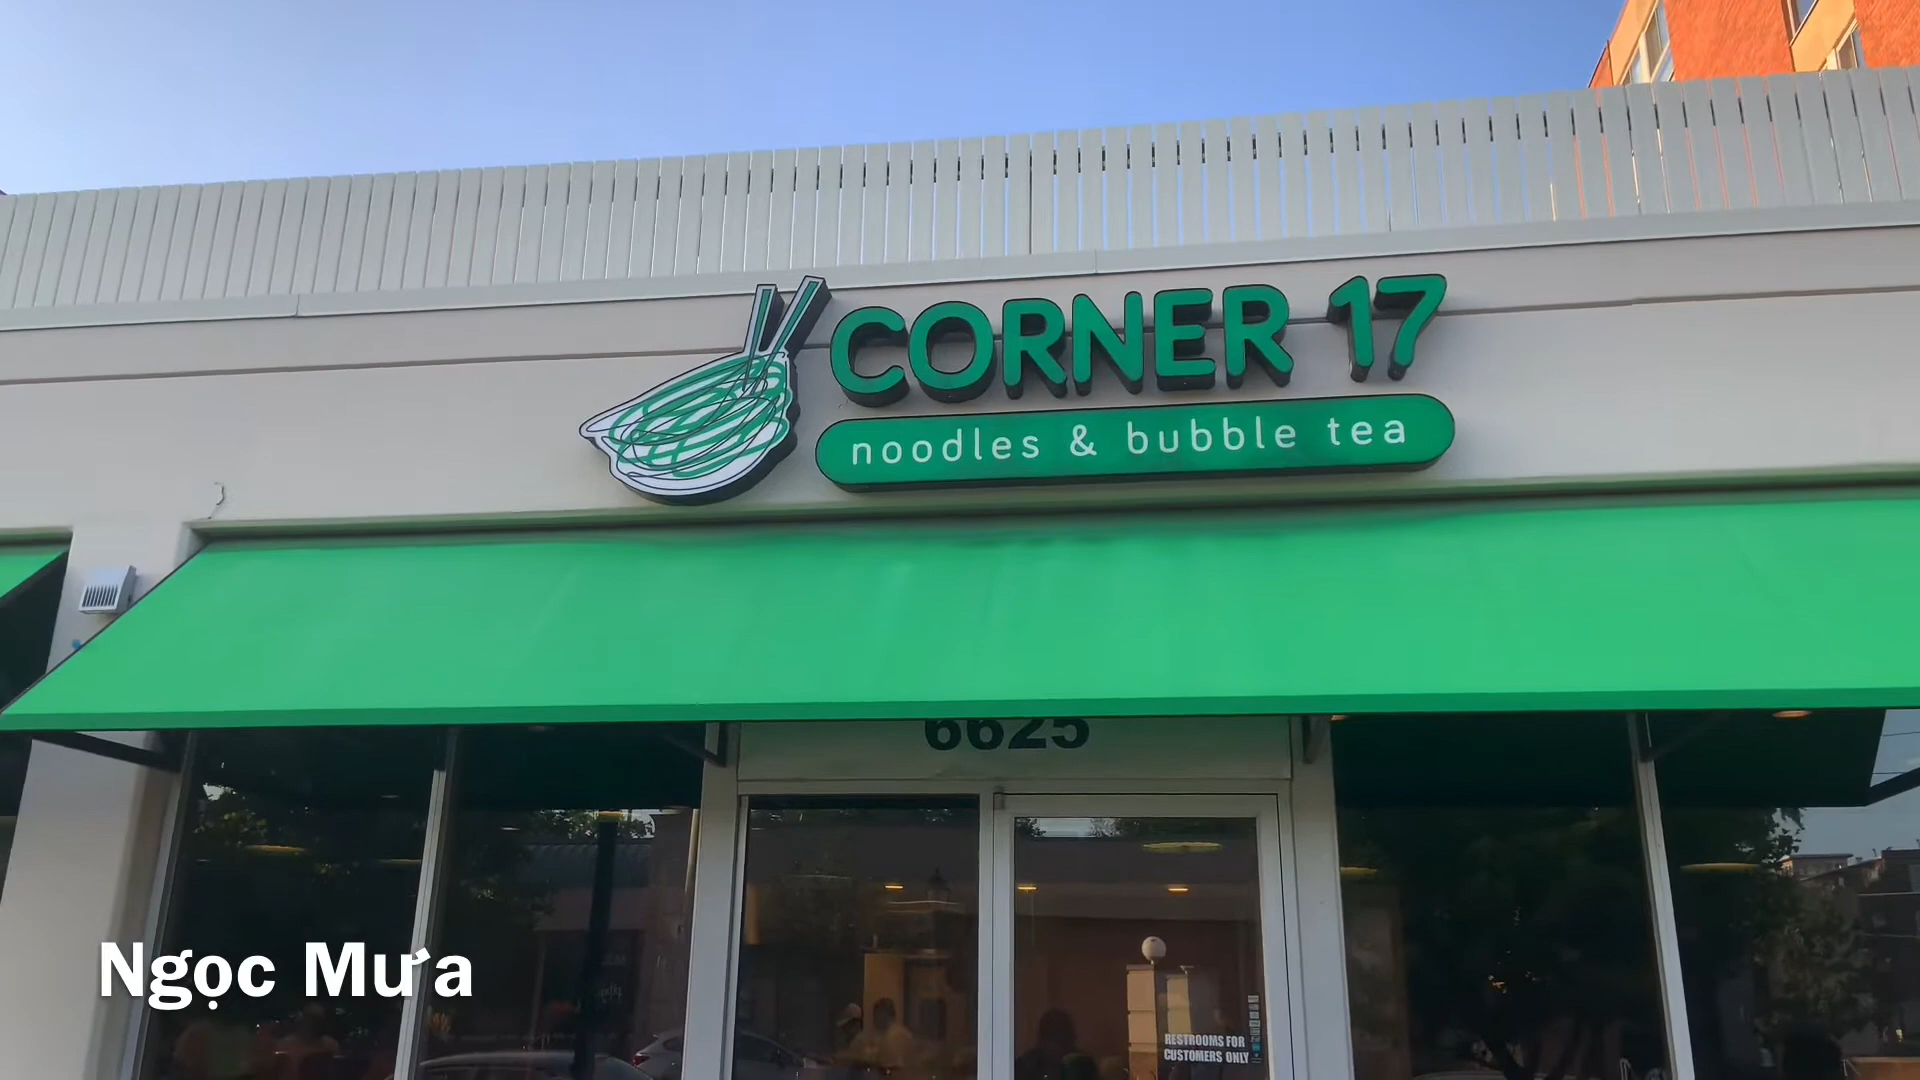 CORNER 17
noodles & bubble tea
6625
RESTROOMS FOR
CUSTOMERS ONLY
Ngọc Mưa